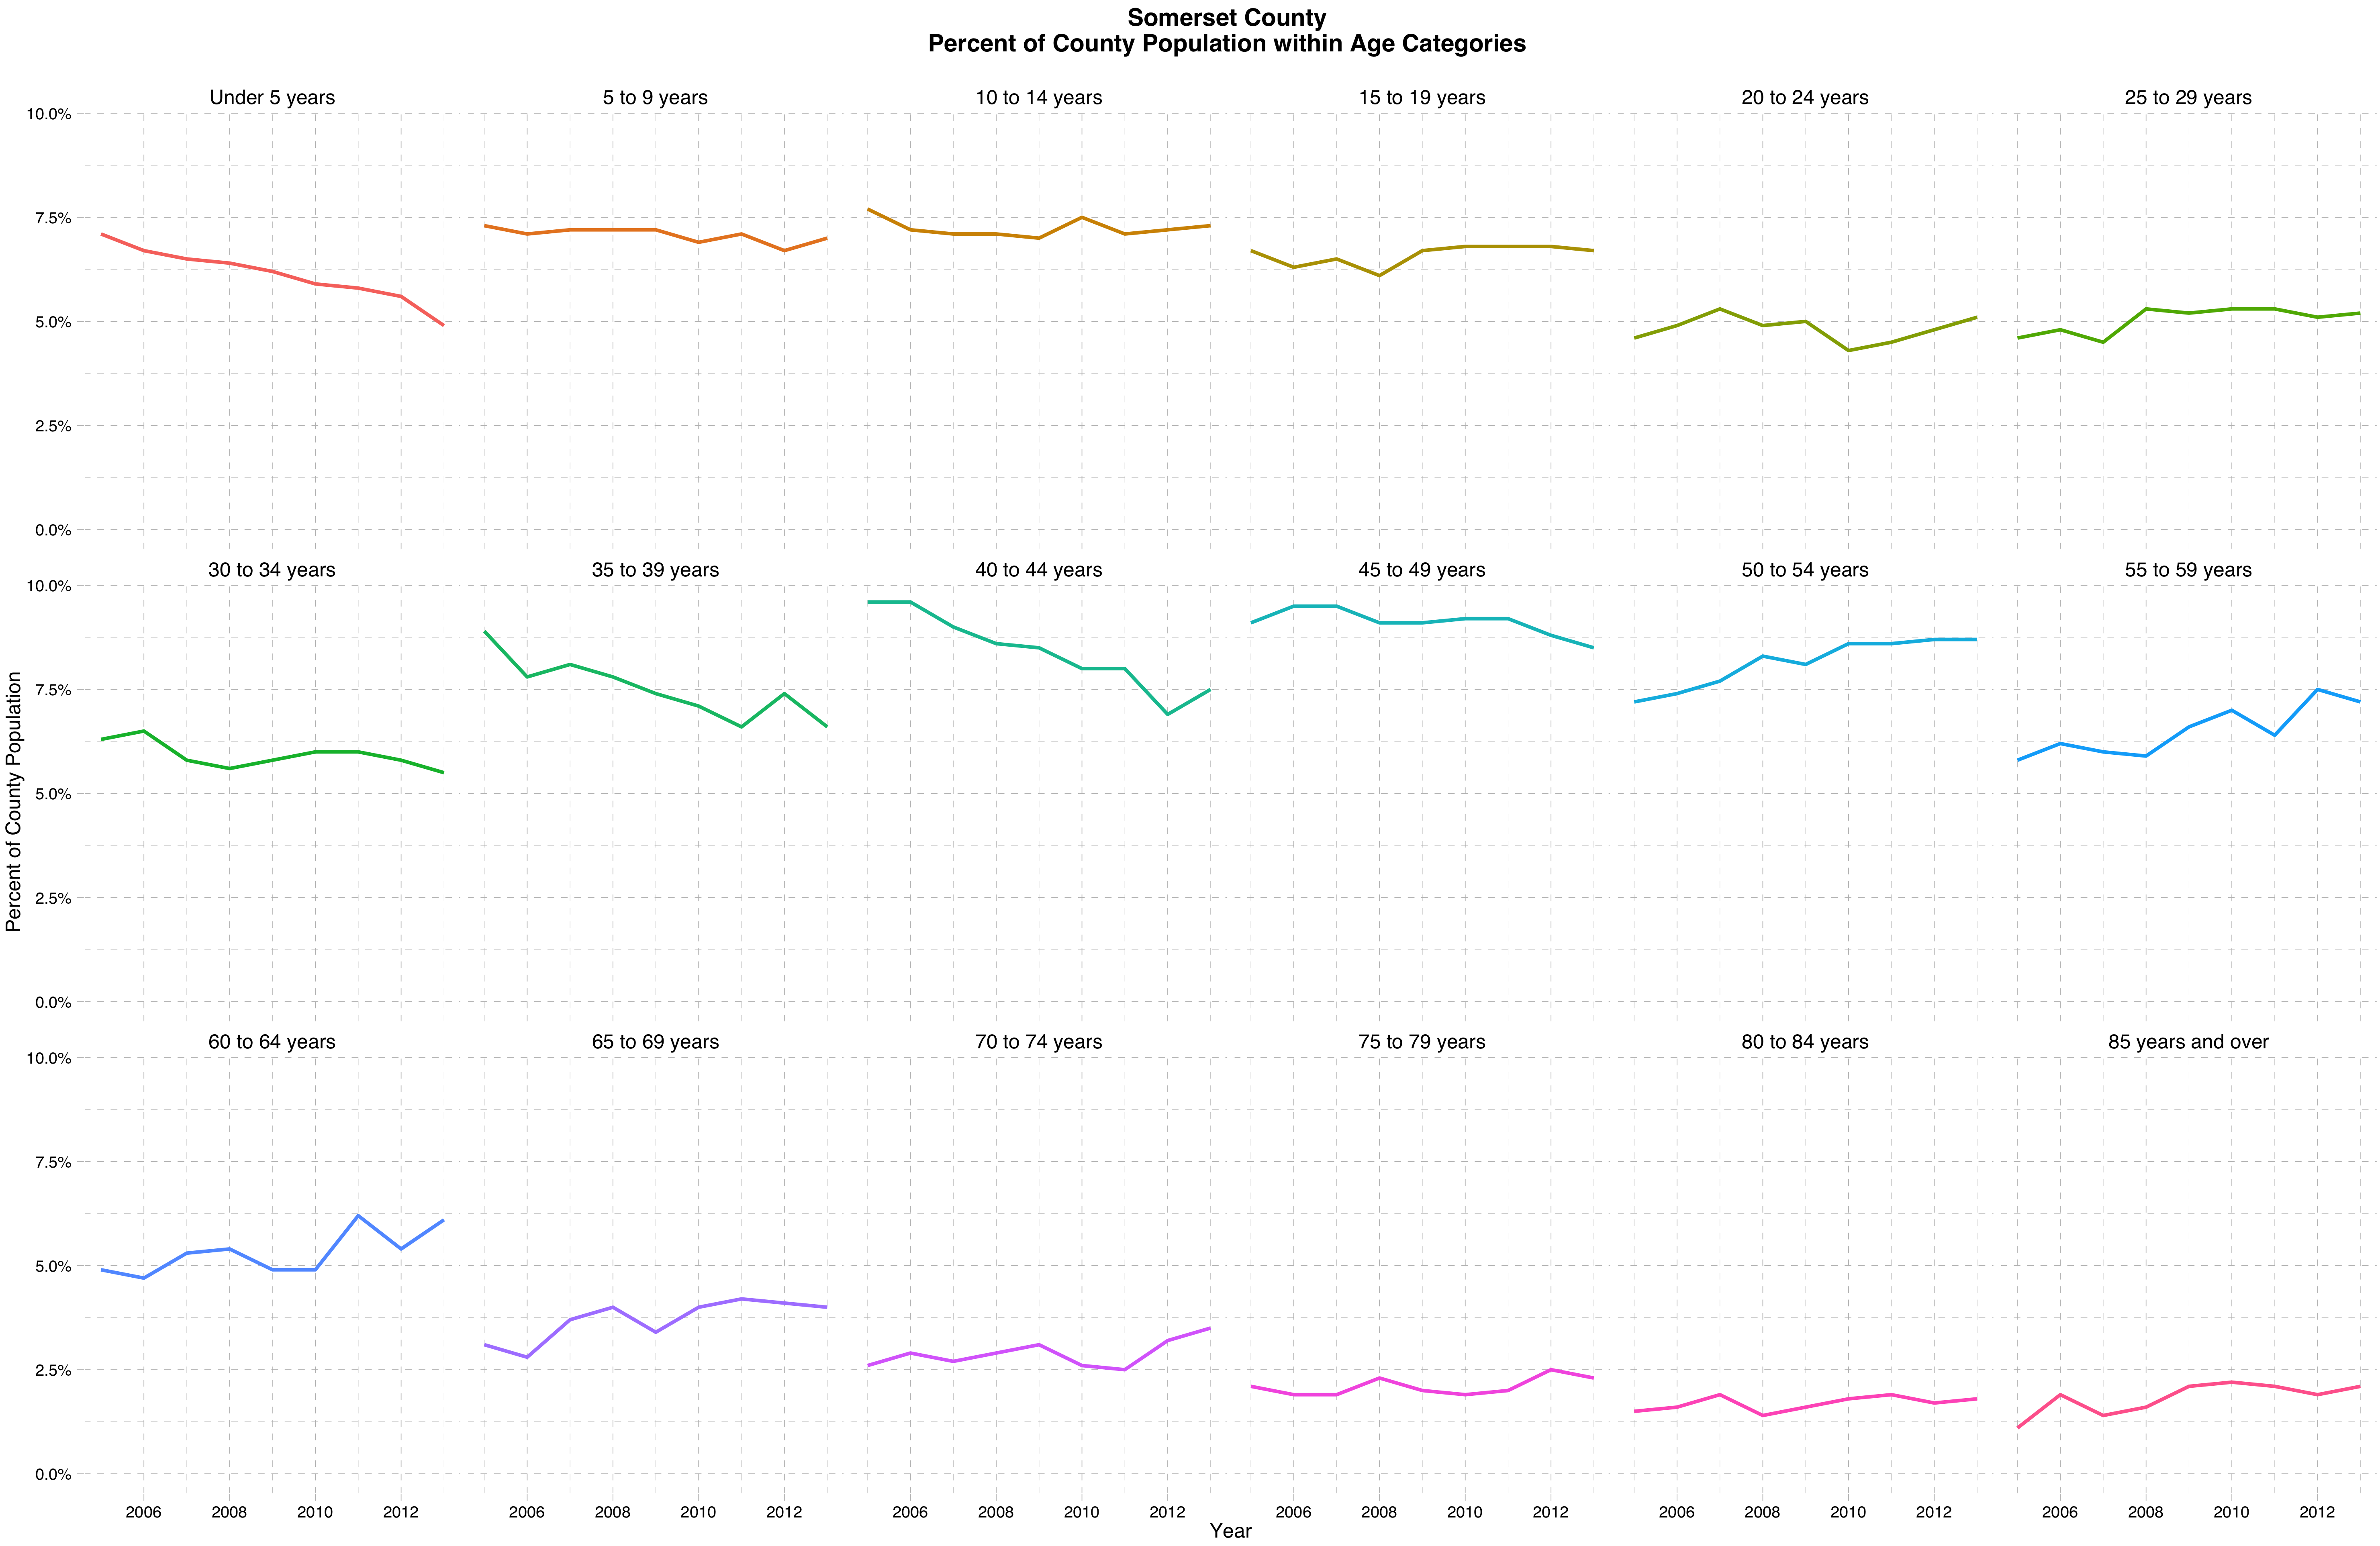 Somerset County
Percent of County Population within Age Categories
Under 5 years 5 to 9 years 10 to 14 years 15 to 19 years 20 to 24 years 25 to 29 years
10.0%
7.5%
5.0%
2.5%
0.0%
30 to 34 years 35 to 39 years 40 to 44 years 45 to 49 years 50 to 54 years 55 to 59 years
10.0%
7.5%
5.0%
2.5%
0.0%
Percent of County Population
60 to 64 years 65 to 69 years 70 to 74 years 75 to 79 years 80 to 84 years 85 years and over
10.0%
7.5%
5.0%
2.5%
0.0%
2006 2008 2010 2012 2006 2008 2010 2012 2006 2008 2010 2012 2006 2008 2010 2012 2006 2008 2010 2012 2006 2008 2010 2012
Year